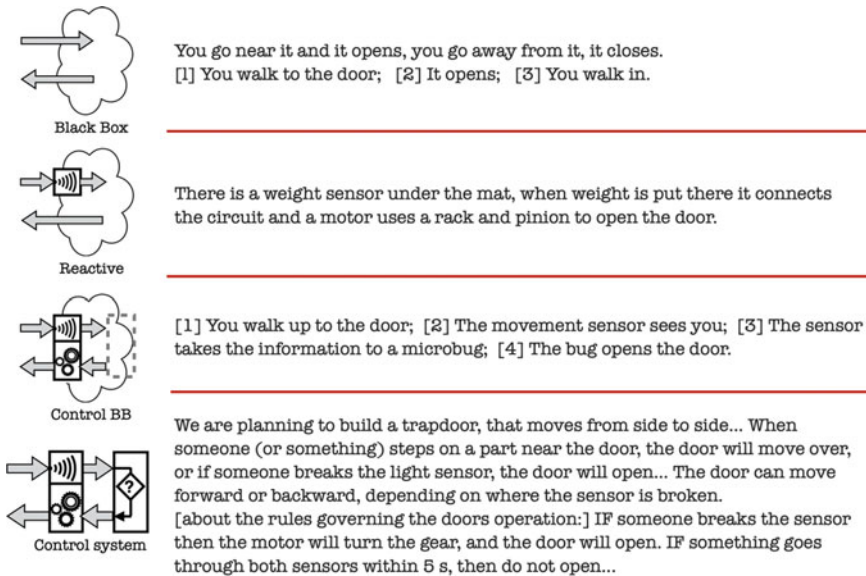 You go near it and it opens, you go away from it, it closes.
[1] You walk to the door; [2] It opens; [3] You walk in.
Black Box
There is a weight sensor under the mat, when weight is put there it connects
the circuit and a motor uses a rack and pinion to open the door.
Reactive
[1] You walk up to the door; [2] The movement sensor sees you; [3] The sensor
takes the information to a microbug; [4] The bug opens the door.
Control BB
We are planning to build a trapdoor, that moves from side to side... When
someone (or something) steps on a part near the door, the door will move over,
or if someone breaks the light sensor, the door will open... The door can move
forward or backward, depending on where the sensor is broken.
[about the rules governing the doors operation:] IF someone breaks the sensor
then the motor will turn the gear, and the door will open. IF something goes
through both sensors within 5 s, then do not open...
?
Control system